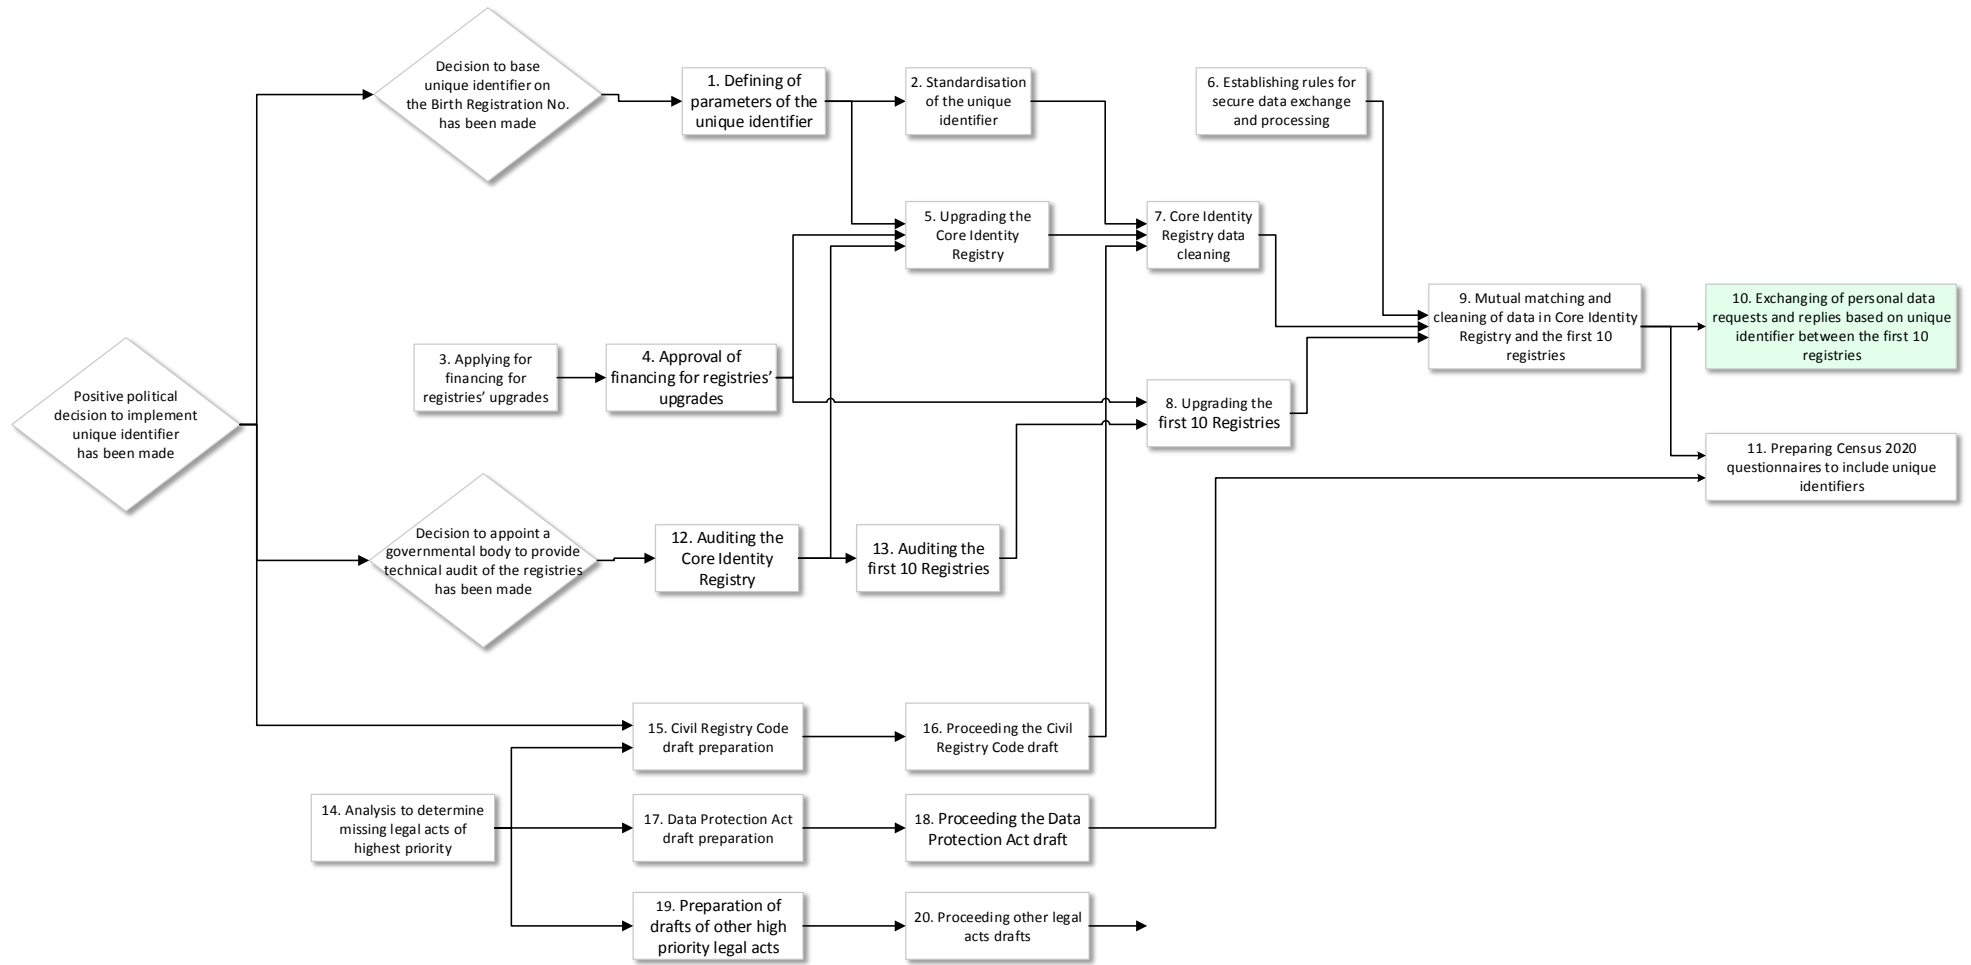 Decision to base
unique identifier on
the Birth Registration No.
has been made
1. Defining of
parameters of the
unique identifier
2. Standardisation
of the unique
identifier
6. Establishing rules for
secure data exchange
and processing
5. Upgrading the
Core Identity
Registry
7. Core Identity
Registry data
cleaning
9. Mutual matching and
cleaning of data in Core Identity
Registry and the first 10
registries
10. Exchanging of personal data
requests and replies based on unique
identifier between the first 10
registries
3. Applying for
financing for
registries’ upgrades
4. Approval of
financing for registries’
upgrades
Positive political
decision to implement
unique identifier
has been made
8. Upgrading the
first 10 Registries
11. Preparing Census 2020
questionnaires to include unique
identifiers
Decision to appoint a
governmental body to provide
technical audit of the registries
has been made
12. Auditing the
Core Identity
Registry
13. Auditing the
first 10 Registries
15. Civil Registry Code
draft preparation
16. Proceeding the Civil
Registry Code draft
14. Analysis to determine
missing legal acts of
highest priority
17. Data Protection Act
draft preparation
18. Proceeding the Data
Protection Act draft
19. Preparation of
drafts of other high
priority legal acts
20. Proceeding other legal
acts drafts